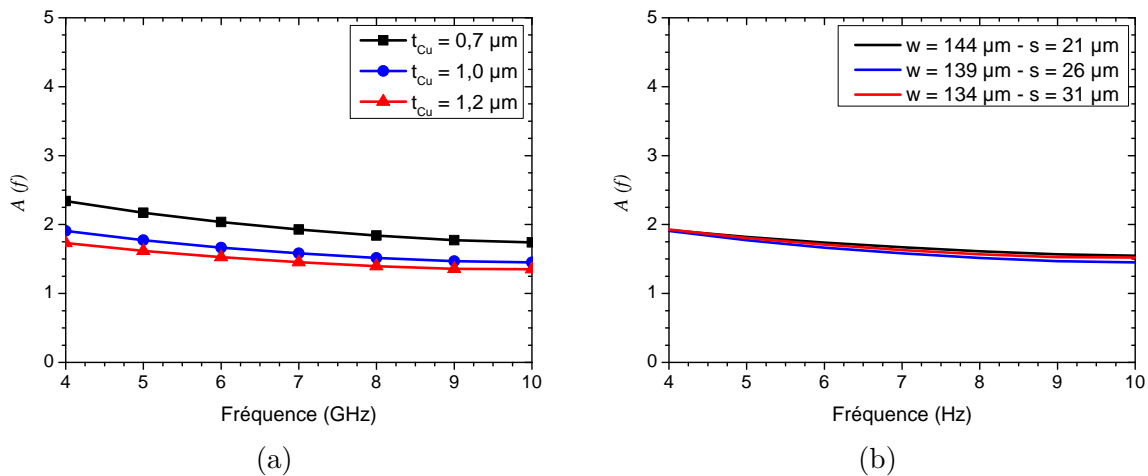 5
4
3
2
1
0
4
5
6
7
8
9
10
A (f)
Fréquence (GHz)
t_Cu = 0,7 µm
t_Cu = 1,0 µm
t_Cu = 1,2 µm
(a)
5
4
3
2
1
0
4
5
6
7
8
9
10
A (f)
Fréquence (Hz)
w = 144 µm - s = 21 µm
w = 139 µm - s = 26 µm
w = 134 µm - s = 31 µm
(b)